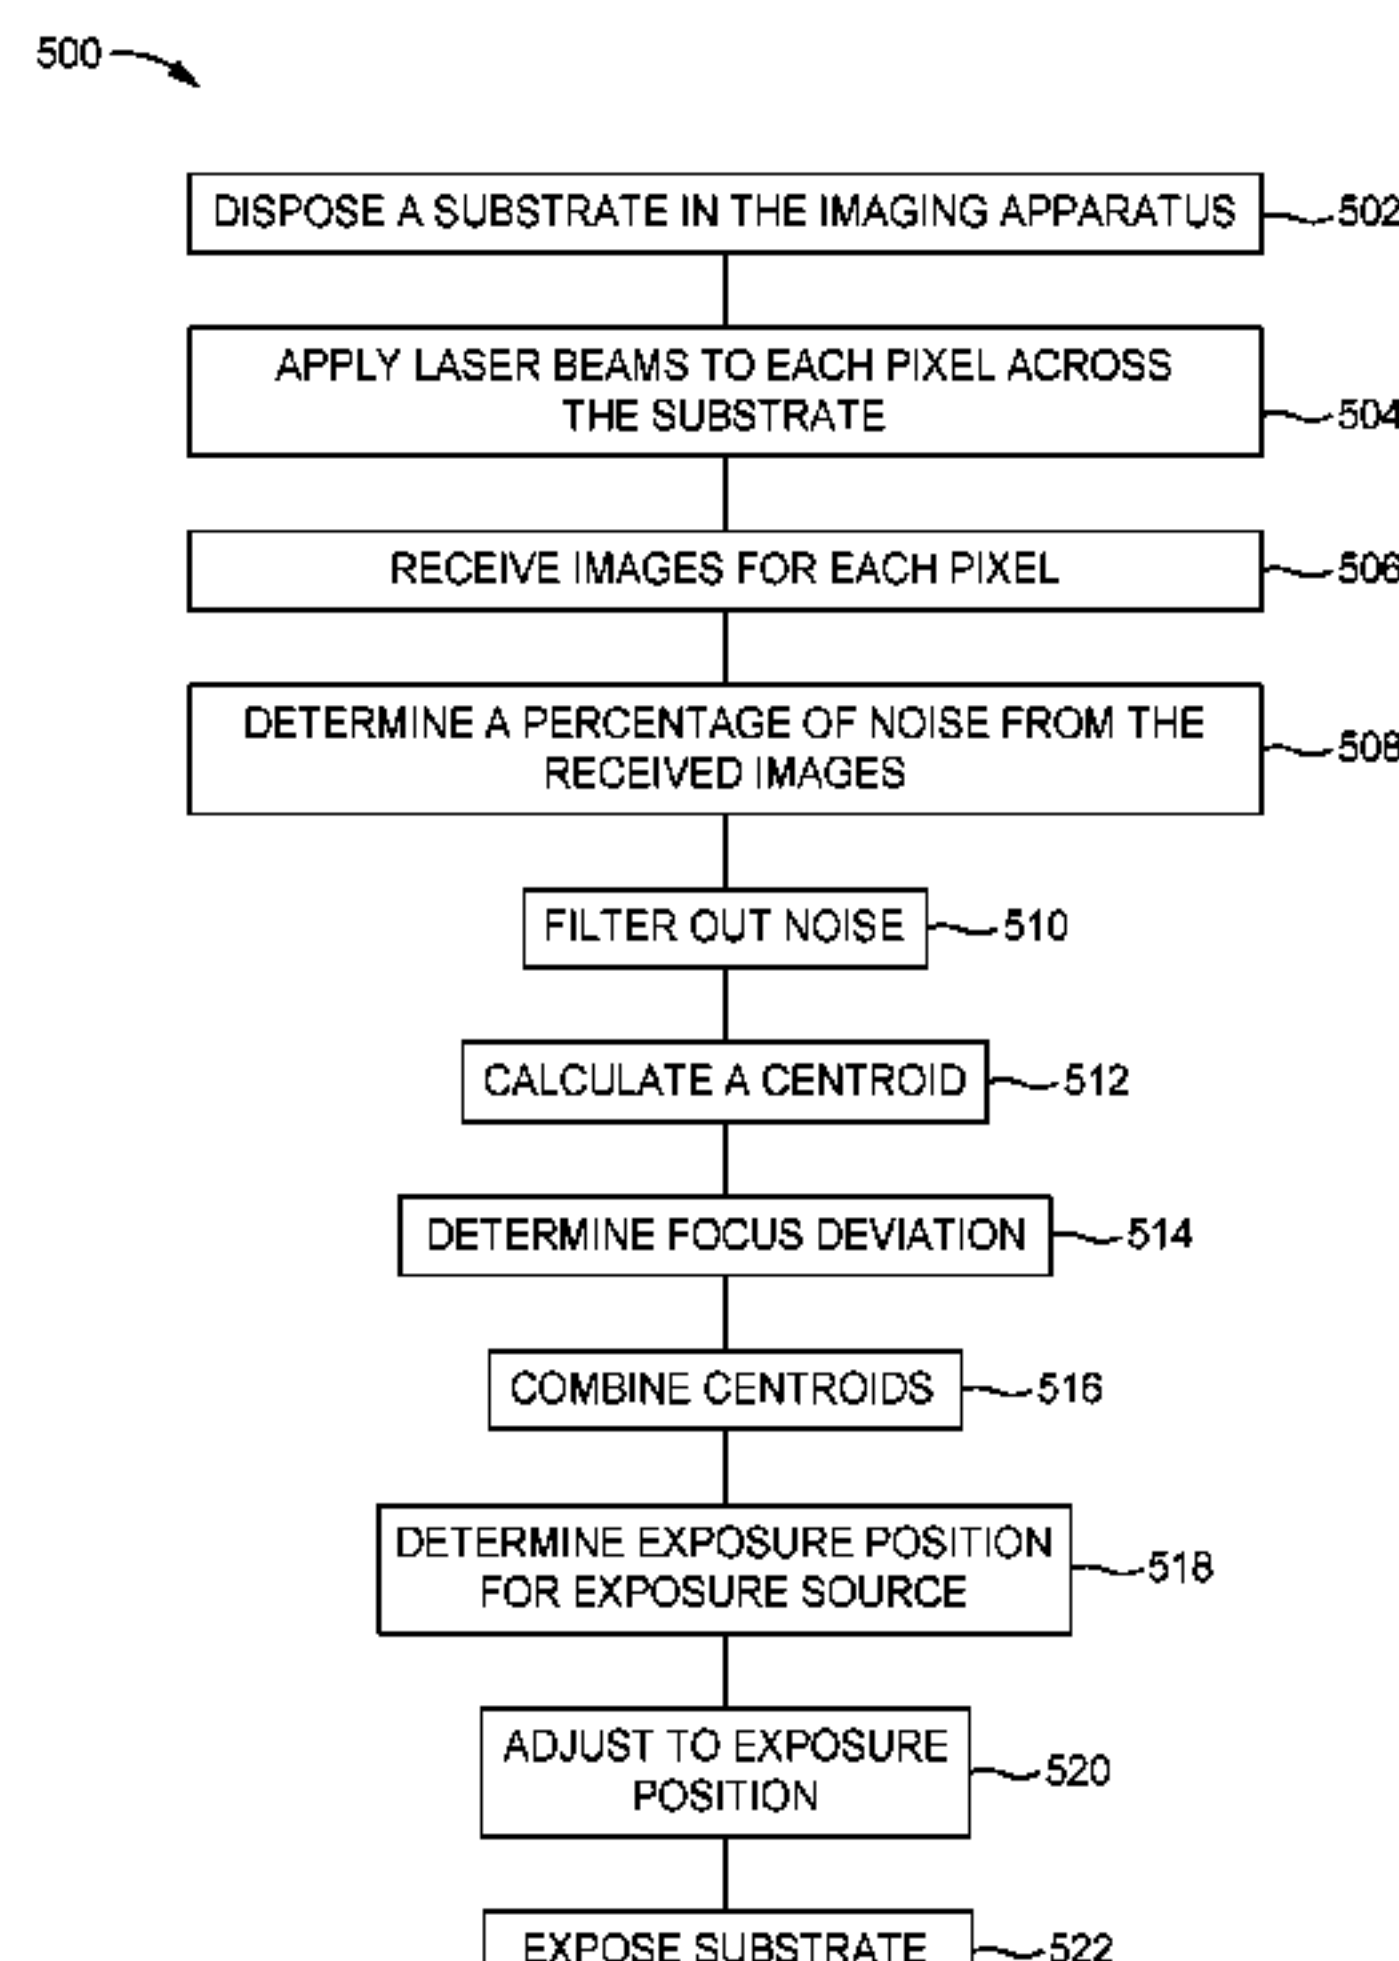 500
DISPOSE A SUBSTRATE IN THE IMAGING APPARATUS
502
APPLY LASER BEAMS TO EACH PIXEL ACROSS
THE SUBSTRATE
504
RECEIVE IMAGES FOR EACH PIXEL
506
DETERMINE A PERCENTAGE OF NOISE FROM THE
RECEIVED IMAGES
508
FILTER OUT NOISE
510
CALCULATE A CENTROID
512
DETERMINE FOCUS DEVIATION
514
COMBINE CENTROIDS
516
DETERMINE EXPOSURE POSITION
FOR EXPOSURE SOURCE
518
ADJUST TO EXPOSURE
POSITION
520
EXPOSE SUBSTRATE
522